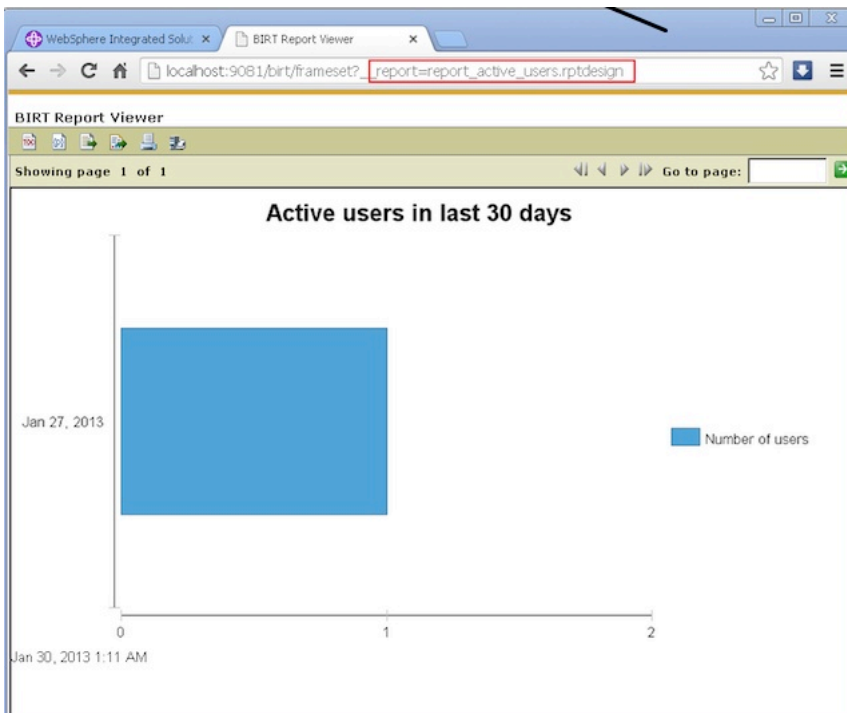 WebSphere Integrated Solut
BIRT Report Viewer
localhost:9081/birt/frameset?__report=report_active_users.rptdesign
BIRT Report Viewer
Showing page 1 of 1
Go to page:
Active users in last 30 days
Jan 27, 2013
Number of users
0 1 2
Jan 30, 2013 1:11 AM